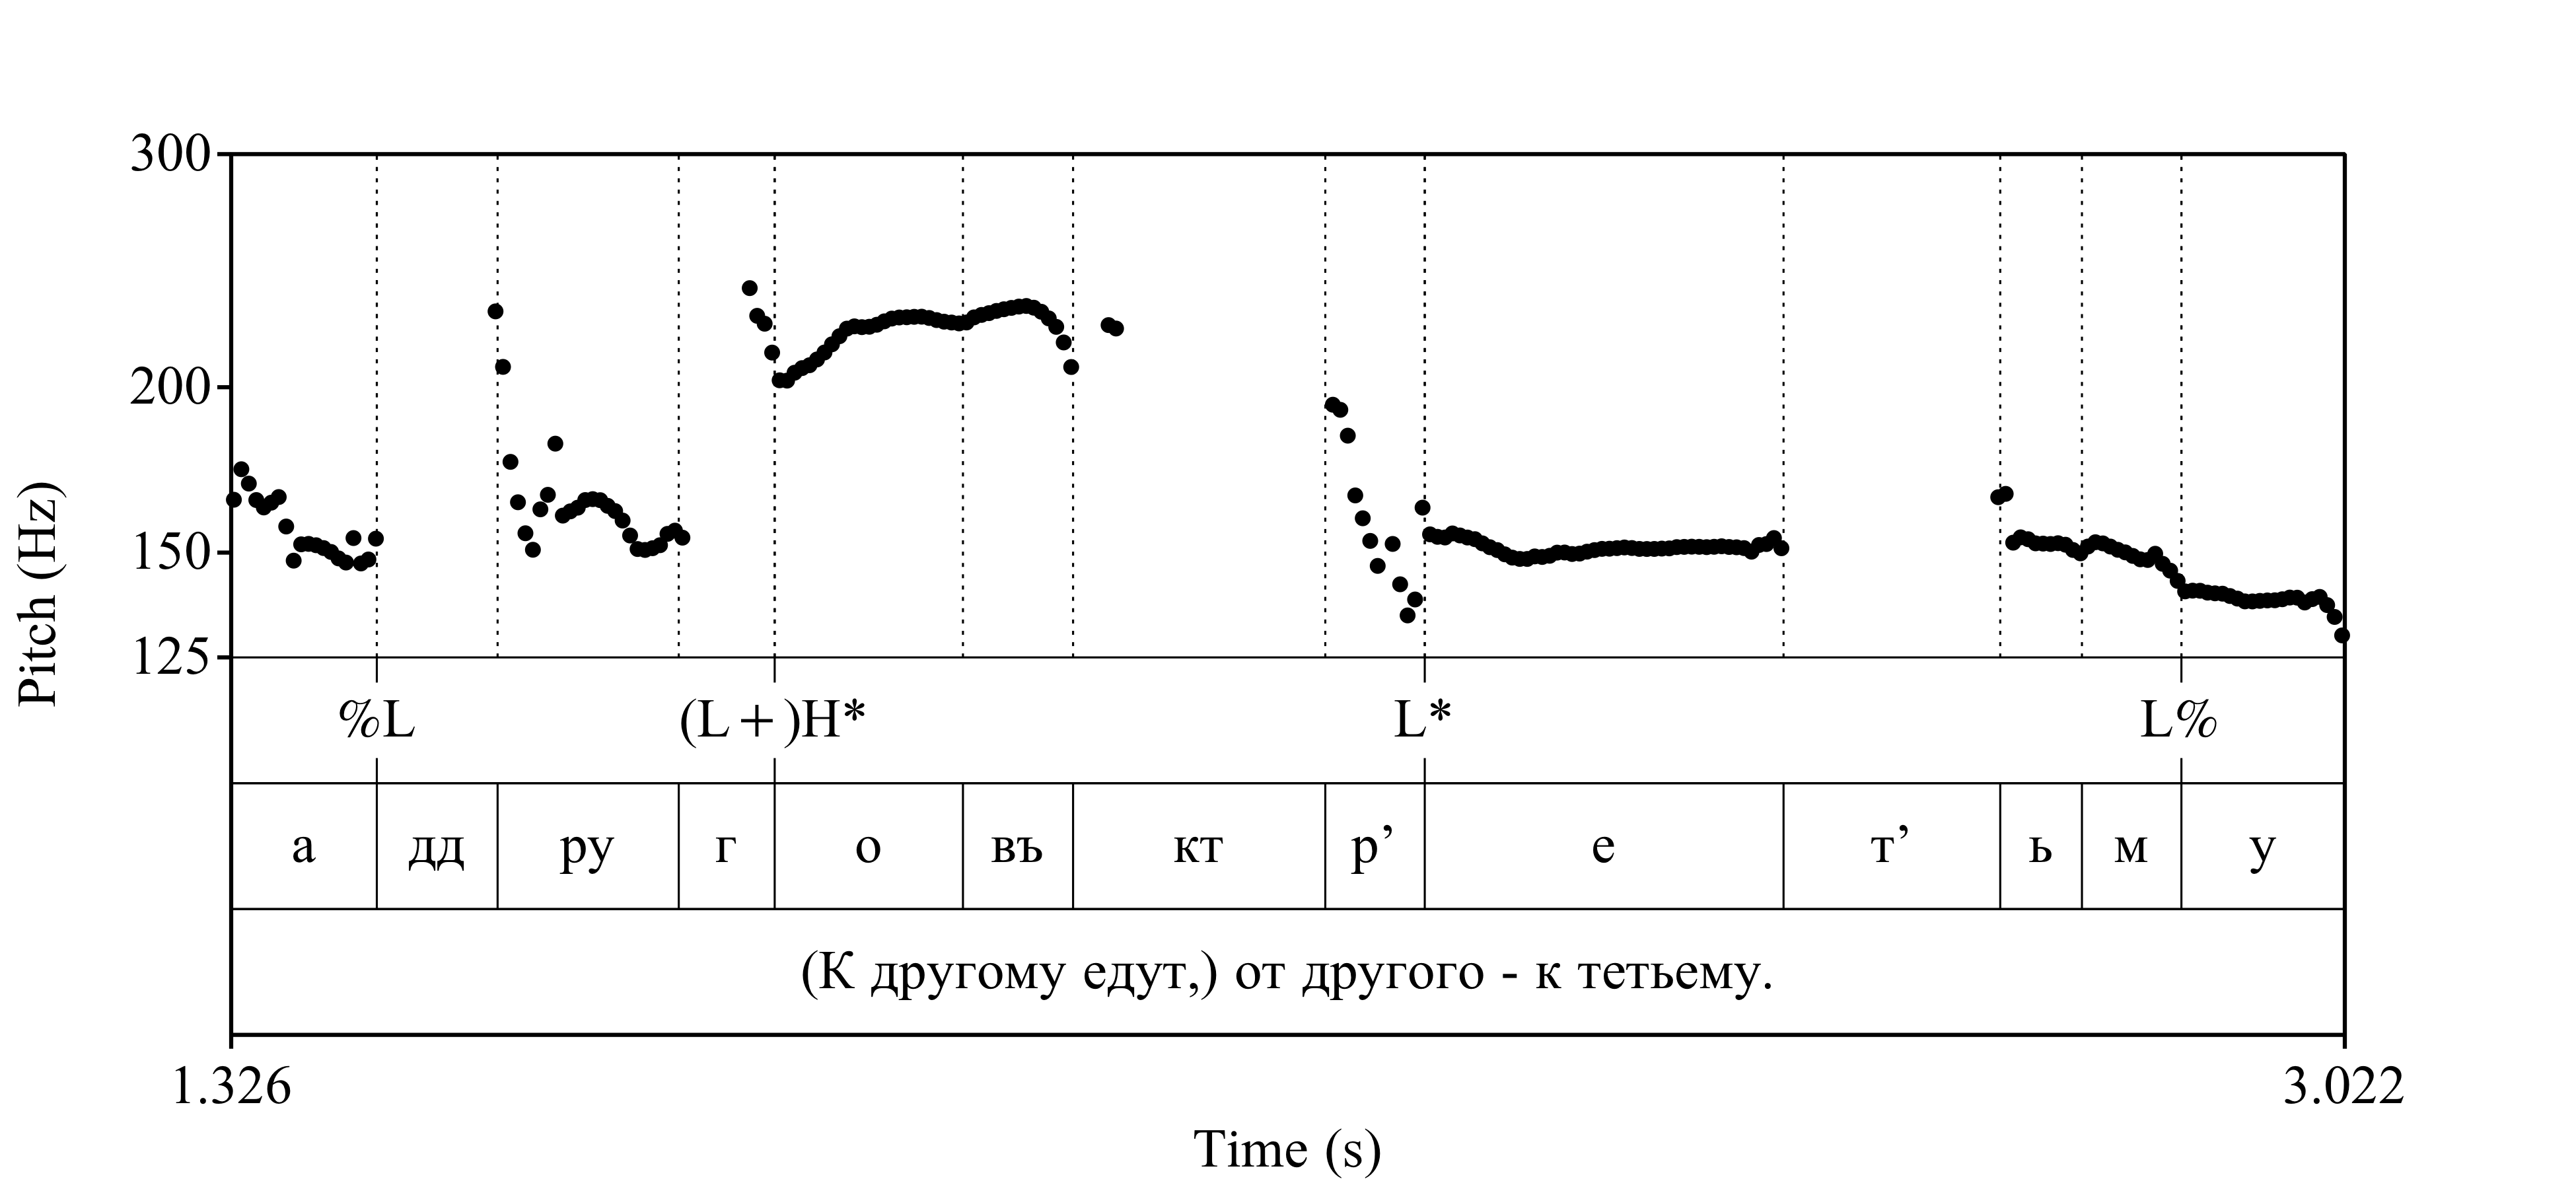 300
200
150
125
Pitch (Hz)
%L (L+)H* L* L%
а дд ру г о въ кт р’ е т’ ь м у
(К другому едут,) от другого - к тетьему.
1.326 3.022
Time (s)